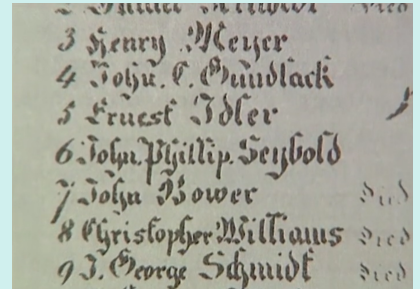 3 Henry Meyer
4 John. C. Gundlack
5 Ernest Idler
6 John. Phillip. Seybold
7 John Bower Died
8 Christopher Williams Died
9 J. George Schmidt Died